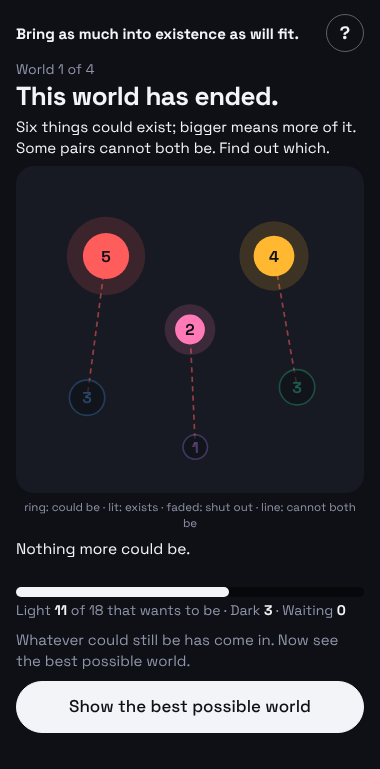 Bring as much into existence as will fit.
?
World 1 of 4
This world has ended.
Six things could exist; bigger means more of it.
Some pairs cannot both be. Find out which.
5
4
2
3
3
1
ring: could be · lit: exists · faded: shut out · line: cannot both
be
Nothing more could be.
Light 11 of 18 that wants to be · Dark 3 · Waiting 0
Whatever could still be has come in. Now see
the best possible world.
Show the best possible world